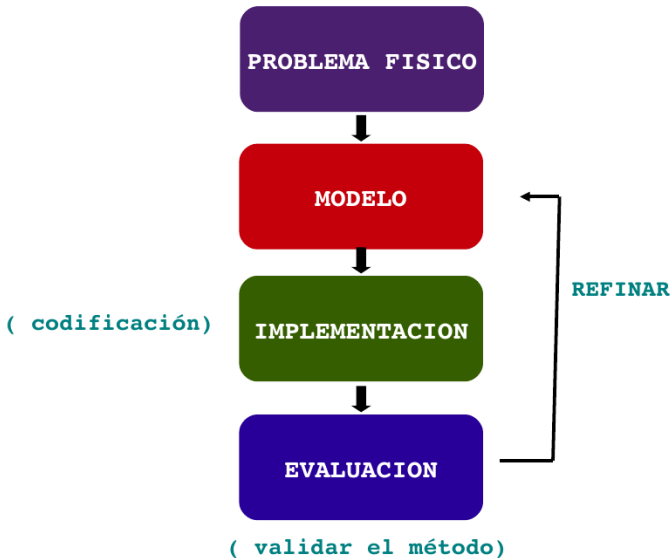 PROBLEMA FISICO
MODELO
REFINAR
( codificación)
IMPLEMENTACION
EVALUACION
( validar el método)